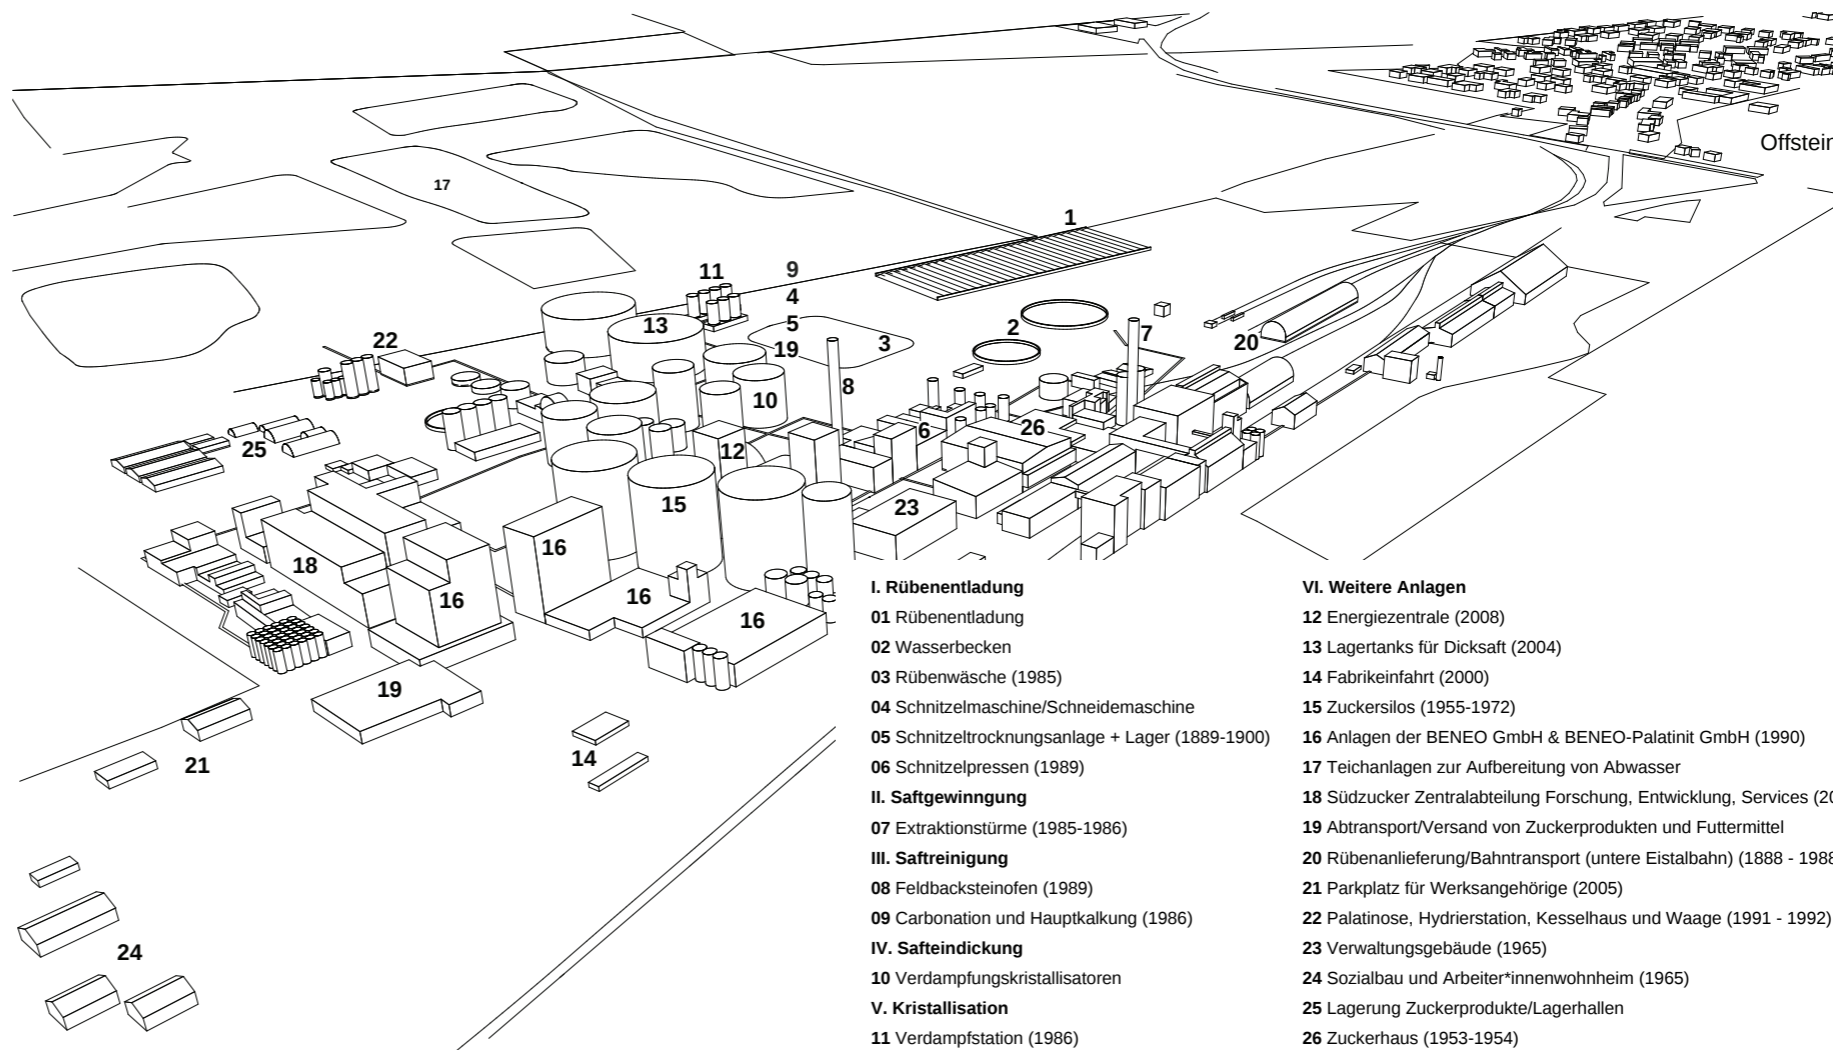 Offstein
17
1
11
9
4
13
5
2
7
22
19
3
20
8
10
6
26
25
12
15
23
16
18
16
16
16
19
14
21
24
I. Rübenentladung
01 Rübenentladung
02 Wasserbecken
03 Rübenwäsche (1985)
04 Schnitzelmaschine/Schneidemaschine
05 Schnitzeltrocknungsanlage + Lager (1889-1900)
06 Schnitzelpressen (1989)
II. Saftgewinngung
07 Extraktionstürme (1985-1986)
III. Saftreinigung
08 Feldbacksteinofen (1989)
09 Carbonation und Hauptkalkung (1986)
IV. Safteindickung
10 Verdampfungskristallisatoren
V. Kristallisation
11 Verdampfstation (1986)
VI. Weitere Anlagen
12 Energiezentrale (2008)
13 Lagertanks für Dicksaft (2004)
14 Fabrikeinfahrt (2000)
15 Zuckersilos (1955-1972)
16 Anlagen der BENEO GmbH & BENEO-Palatinit GmbH (1990)
17 Teichanlagen zur Aufbereitung von Abwasser
18 Südzucker Zentralabteilung Forschung, Entwicklung, Services
19 Abtransport/Versand von Zuckerprodukten und Futtermittel
20 Rübenanlieferung/Bahntransport (untere Eistalbahn) (1888 - 1988
21 Parkplatz für Werksangehörige (2005)
22 Palatinose, Hydrierstation, Kesselhaus und Waage (1991 - 1992)
23 Verwaltungsgebäude (1965)
24 Sozialbau und Arbeiter*innenwohnheim (1965)
25 Lagerung Zuckerprodukte/Lagerhallen
26 Zuckerhaus (1953-1954)